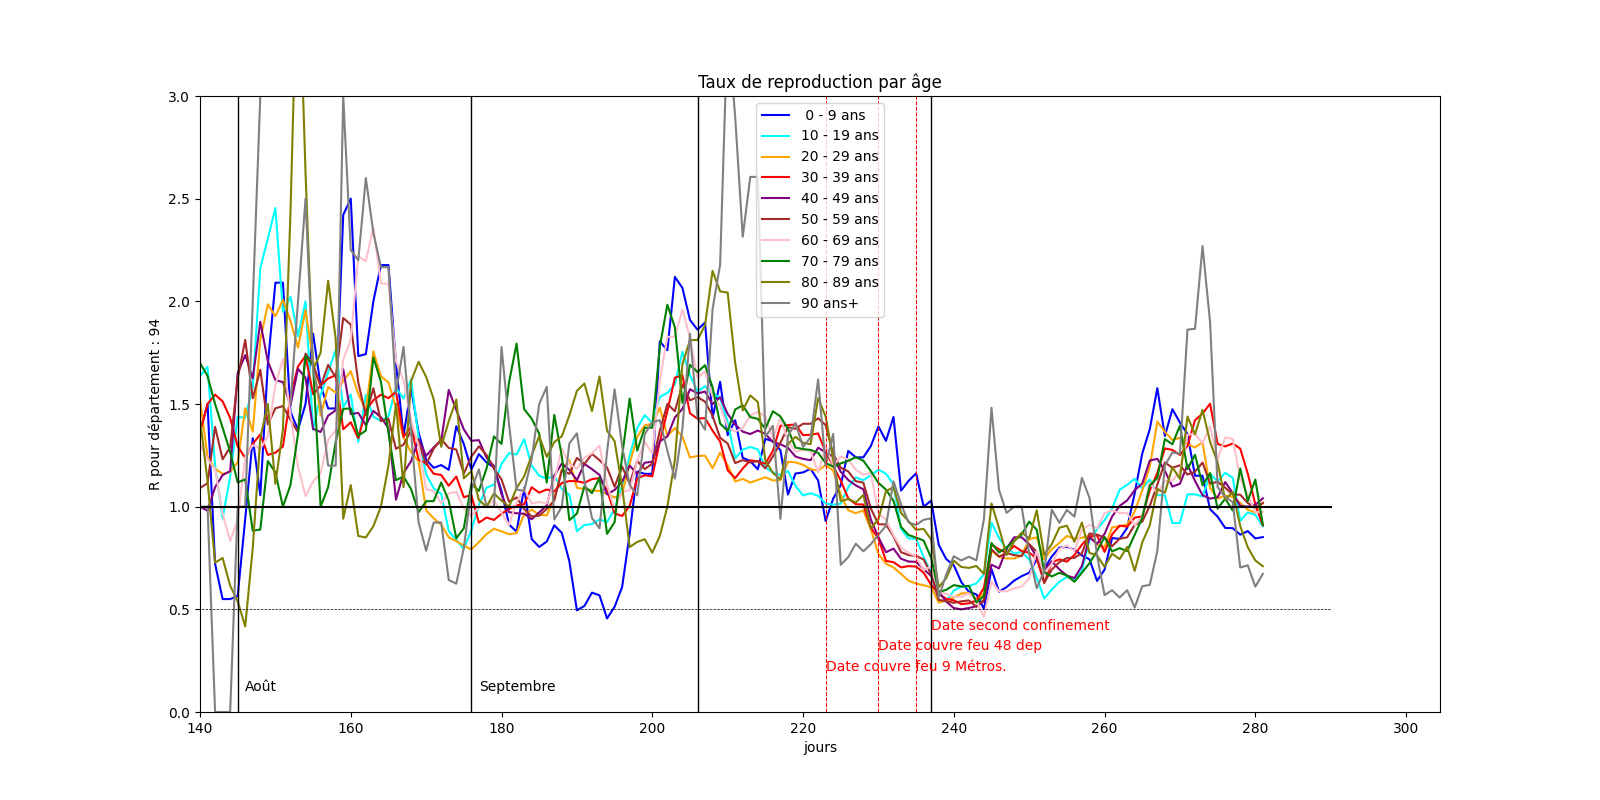 Taux de reproduction par âge
R pour département : 94
3.0
2.5
2.0
1.5
1.0
0.5
0.0
0 - 9 ans
10 - 19 ans
20 - 29 ans
30 - 39 ans
40 - 49 ans
50 - 59 ans
60 - 69 ans
70 - 79 ans
80 - 89 ans
90 ans+
Date second confinement
Date couvre feu 48 dep
Date couvre feu 9 Métros.
Août
Septembre
140 160 180 200 220 240 260 280 300
jours